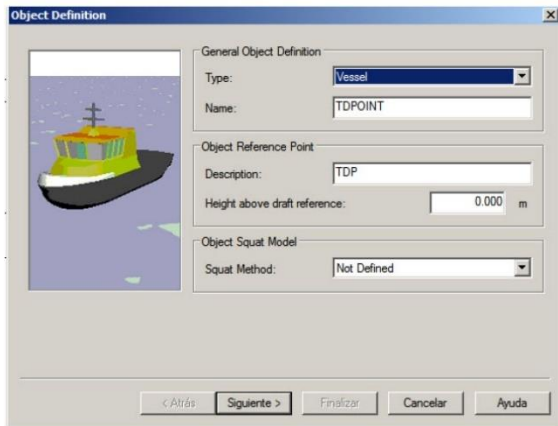 Object Definition
General Object Definition
Type: Vessel
Name: TDPOINT
Object Reference Point
Description: TDP
Height above draft reference: 0.000 m
Object Squat Model
Squat Method: Not Defined
< Atrás Siguiente > Finalizar Cancelar Ayuda